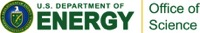 U.S. DEPARTMENT OF
ENERGY
Office of
Science